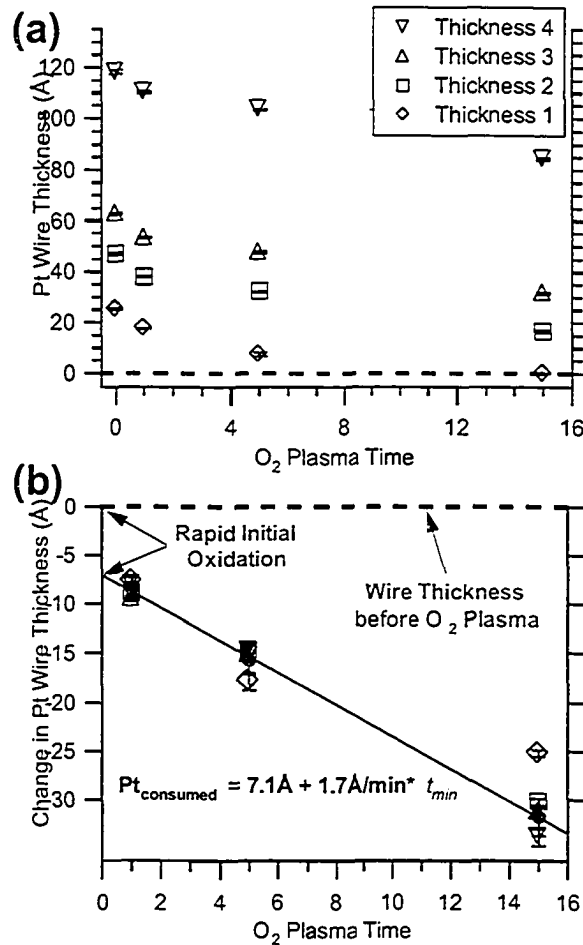 (a)
Thickness 4
Thickness 3
Thickness 2
Thickness 1
Pt Wire Thickness (Å)
120
100
80
60
40
20
0
0 4 8 12 16
O2 Plasma Time
(b)
Change in Pt Wire Thickness (Å)
0
-5
-10
-15
-20
-25
-30
Rapid Initial
Oxidation
Wire Thickness
before O2 Plasma
Ptconsumed = 7.1Å + 1.7Å/min* tmin
0 2 4 6 8 10 12 14 16
O2 Plasma Time